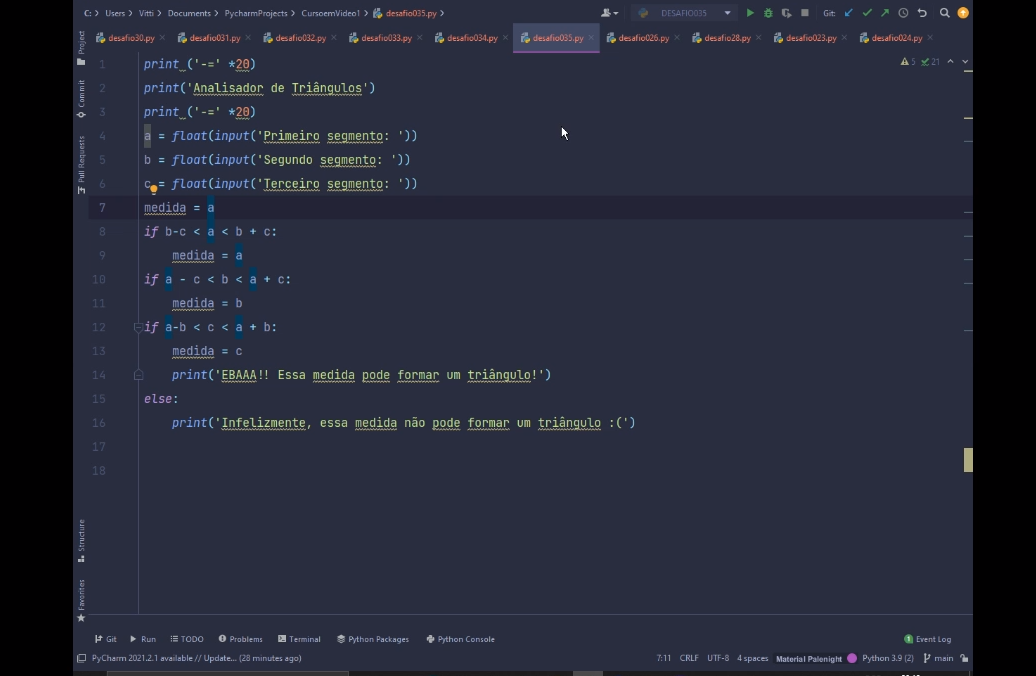 C: > Users > Vitti > Documents > PycharmProjects > CursoemVideo1 > desafio035.py > DESAFIO035 Git:
desafio30.py × desafio031.py × desafio032.py × desafio033.py × desafio034.py × desafio035.py × desafio026.py × desafio28.py × desafio023.py × desafio024.py ×
Project
Commit
Pull Requests
Structure
Favorites
5 21
1 print ('-=' *20)
2 print('Analisador de Triângulos')
3 print ('-=' *20)
4 a = float(input('Primeiro segmento: '))
5 b = float(input('Segundo segmento: '))
6 c = float(input('Terceiro segmento: '))
7 medida = a
8 if b-c < a < b + c:
9 medida = a
10 if a - c < b < a + c:
11 medida = b
12 if a-b < c < a + b:
13 medida = c
14 print('EBAAA!! Essa medida pode formar um triângulo!')
15 else:
16 print('Infelizmente, essa medida não pode formar um triângulo :(')
17
18
Git Run TODO Problems Terminal Python Packages Python Console 1 Event Log
PyCharm 2021.2.1 available // Update... (28 minutes ago) 7:11 CRLF UTF-8 4 spaces Material Palenight Python 3.9 (2) main